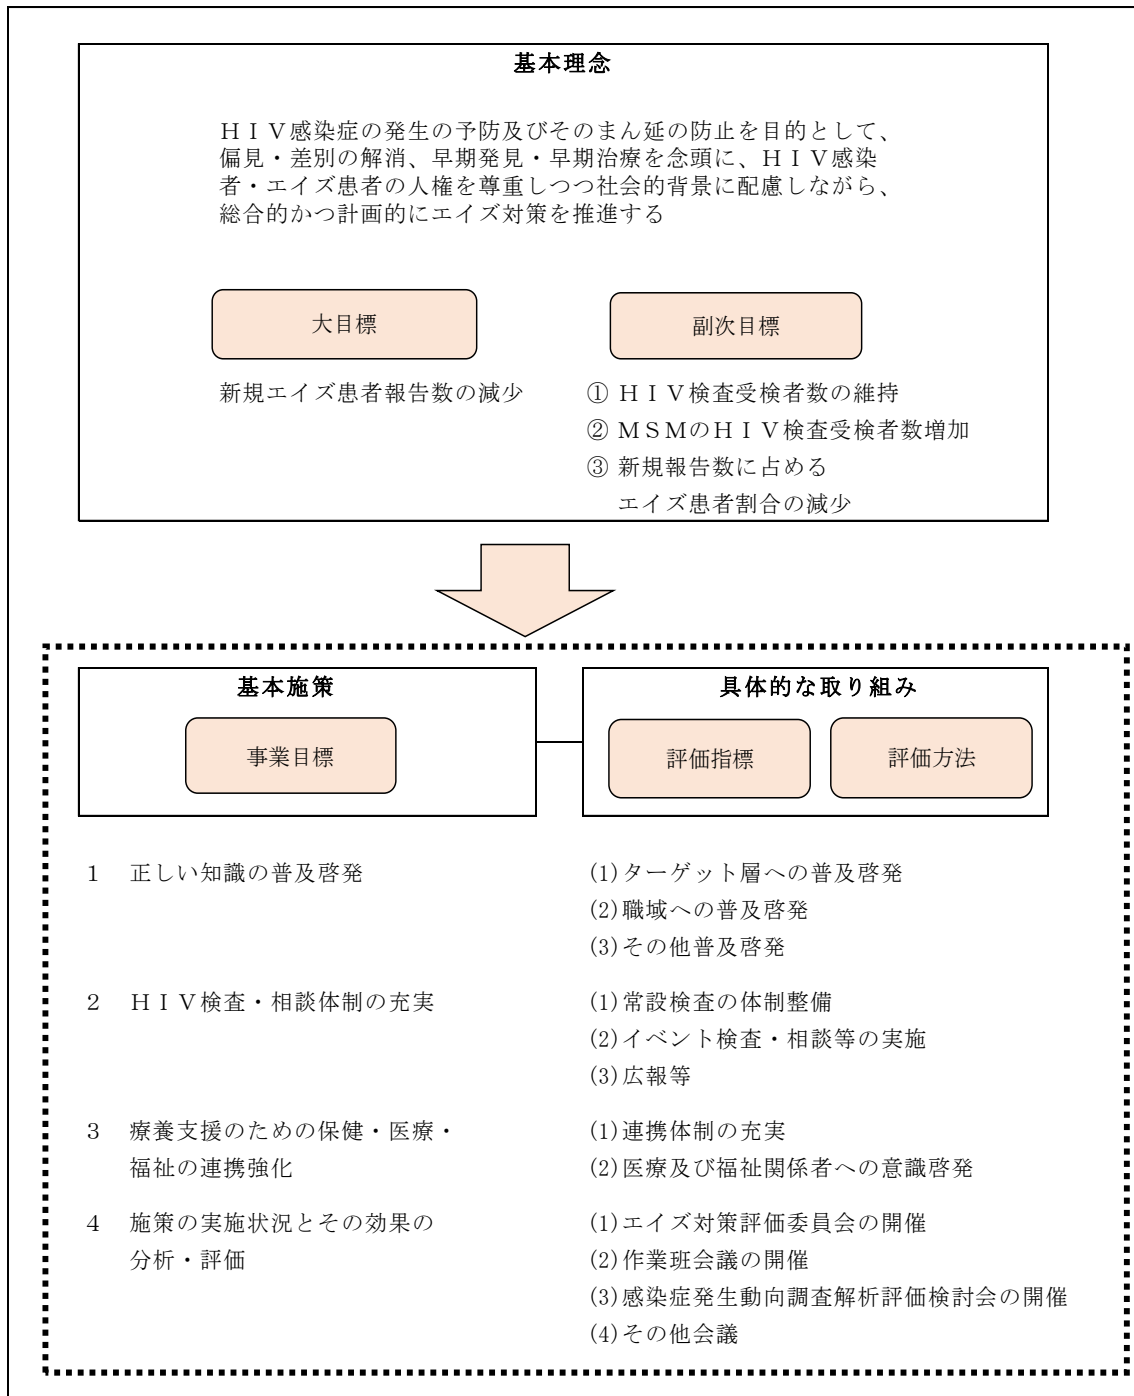 基本理念
ＨＩＶ感染症の発生の予防及びそのまん延の防止を目的として、
偏見・差別の解消、早期発見・早期治療を念頭に、ＨＩＶ感染
者・エイズ患者の人権を尊重しつつ社会的背景に配慮しながら、
総合的かつ計画的にエイズ対策を推進する
大目標
新規エイズ患者報告数の減少
副次目標
① ＨＩＶ検査受検者数の維持
② ＭＳＭのＨＩＶ検査受検者数増加
③ 新規報告数に占める
エイズ患者割合の減少
基本施策
事業目標
具体的な取り組み
評価指標
評価方法
１ 正しい知識の普及啓発
(1)ターゲット層への普及啓発
(2)職域への普及啓発
(3)その他普及啓発
２ ＨＩＶ検査・相談体制の充実
(1)常設検査の体制整備
(2)イベント検査・相談等の実施
(3)広報等
３ 療養支援のための保健・医療・
福祉の連携強化
(1)連携体制の充実
(2)医療及び福祉関係者への意識啓発
４ 施策の実施状況とその効果の
分析・評価
(1)エイズ対策評価委員会の開催
(2)作業班会議の開催
(3)感染症発生動向調査解析評価検討会の開催
(4)その他会議